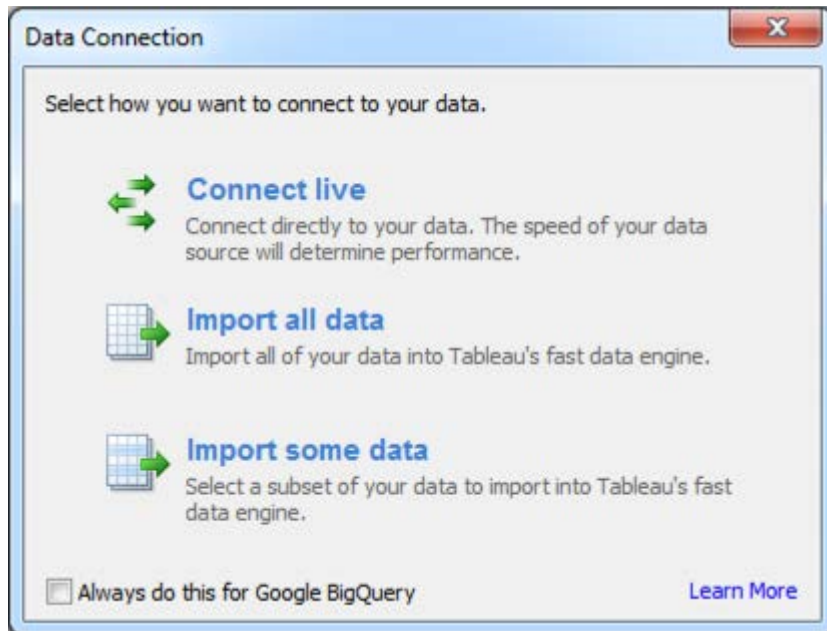 Data Connection
Select how you want to connect to your data.
Connect live
Connect directly to your data. The speed of your data
source will determine performance.
Import all data
Import all of your data into Tableau's fast data engine.
Import some data
Select a subset of your data to import into Tableau's fast
data engine.
Always do this for Google BigQuery
Learn More